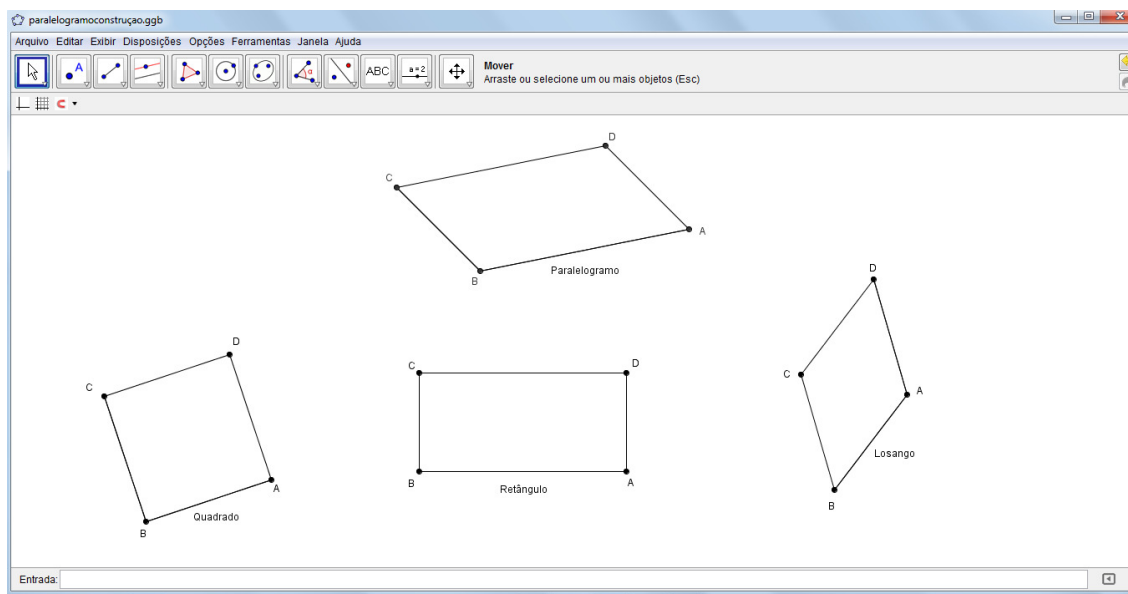 paralelogramoconstruçao.ggb
Arquivo Editar Exibir Disposições Opções Ferramentas Janela Ajuda
A
α
ABC
a = 2
Mover
Arraste ou selecione um ou mais objetos (Esc)
D
C
A
B
Paralelogramo
D
C
A
B
Quadrado
C
D
B
A
Retângulo
D
C
A
B
Losango
Entrada: